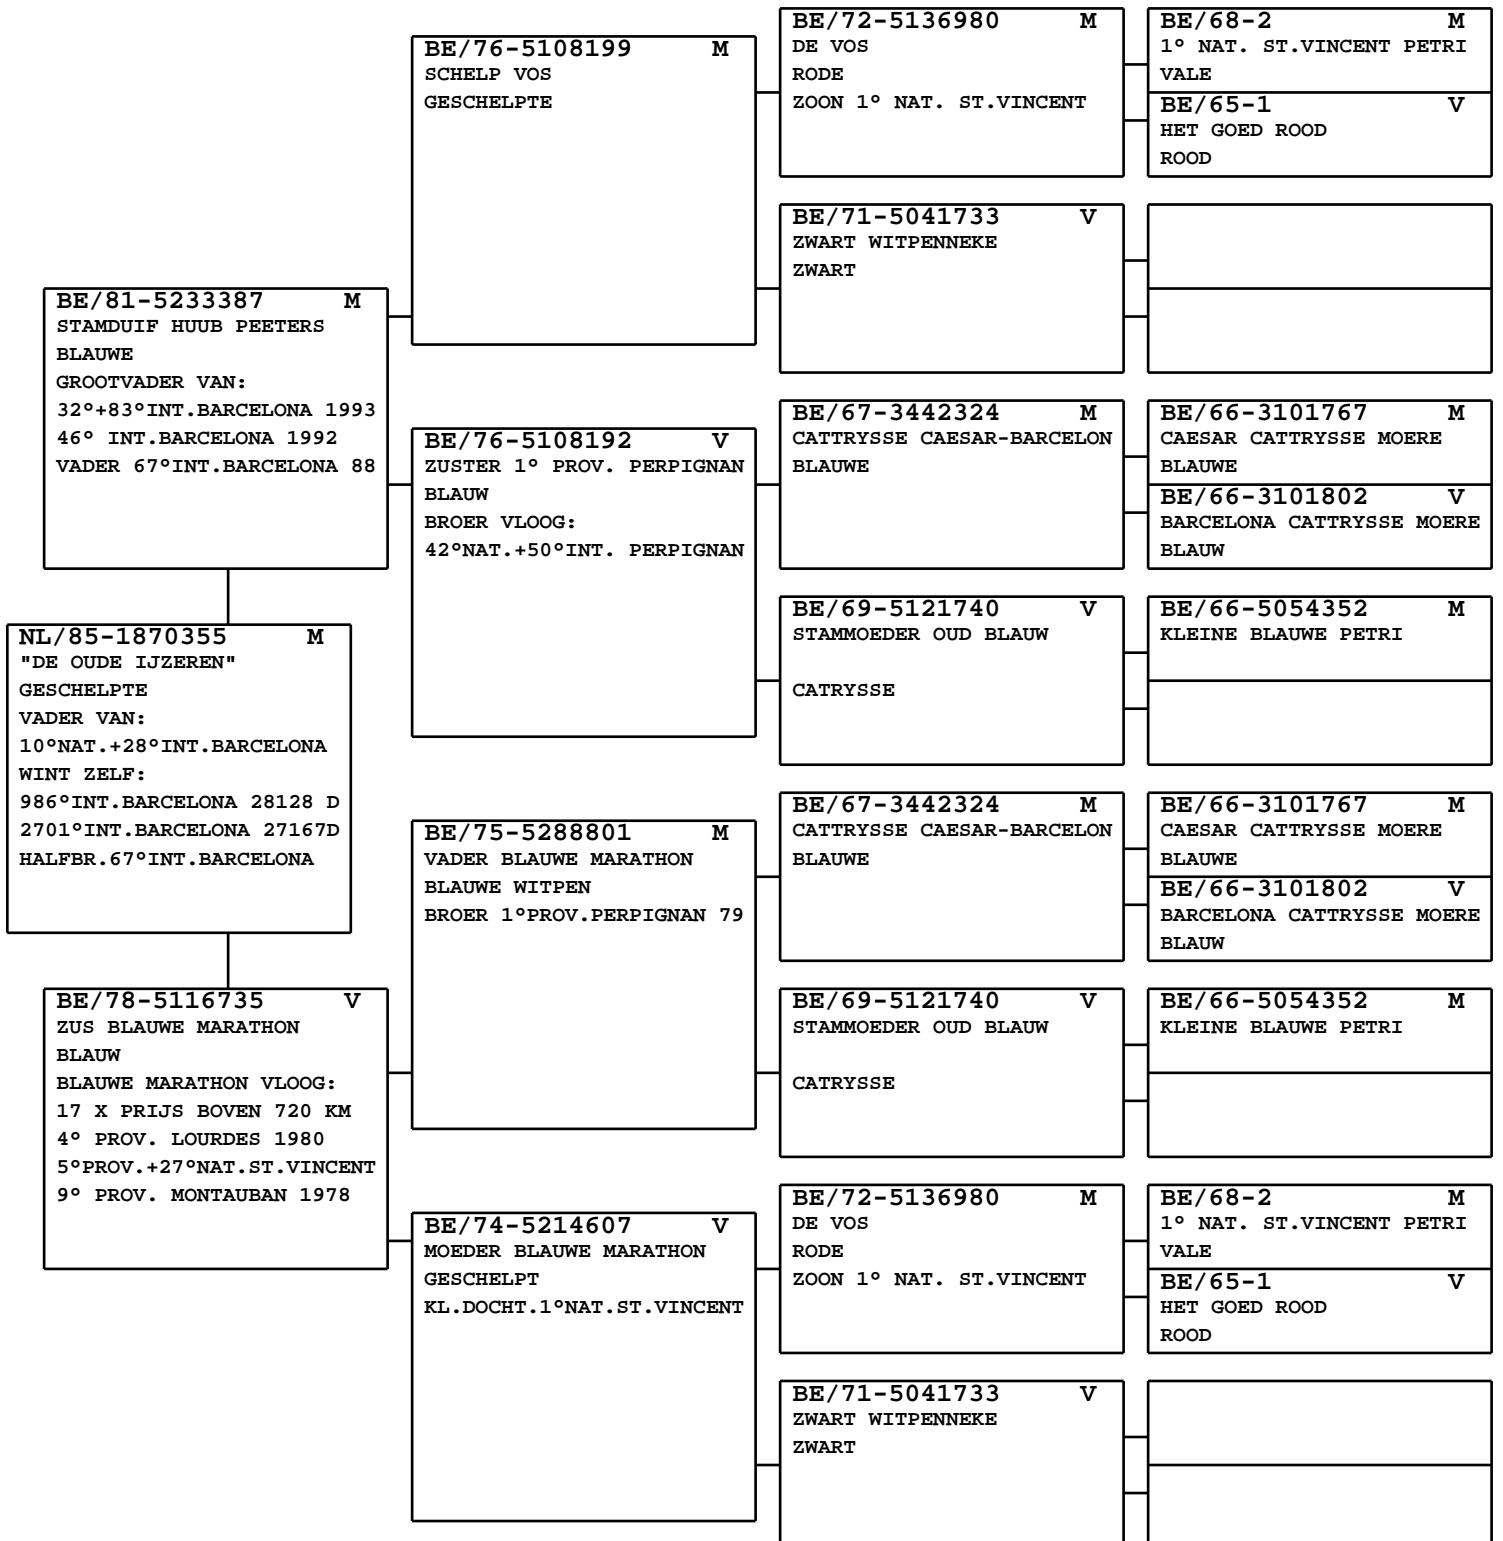 NL/85-1870355 M
"DE OUDE IJZEREN"
GESCHELPTE
VADER VAN:
10°NAT.+28°INT.BARCELONA
WINT ZELF:
986°INT.BARCELONA 28128 D
2701°INT.BARCELONA 27167D
HALFBR.67°INT.BARCELONA
BE/81-5233387 M
STAMDUIF HUUB PEETERS
BLAUWE
GROOTVADER VAN:
32°+83°INT.BARCELONA 1993
46° INT.BARCELONA 1992
VADER 67°INT.BARCELONA 88
BE/78-5116735 V
ZUS BLAUWE MARATHON
BLAUW
BLAUWE MARATHON VLOOG:
17 X PRIJS BOVEN 720 KM
4° PROV. LOURDES 1980
5°PROV.+27°NAT.ST.VINCENT
9° PROV. MONTAUBAN 1978
BE/76-5108199 M
SCHELP VOS
GESCHELPTE
BE/76-5108192 V
ZUSTER 1° PROV. PERPIGNAN
BLAUW
BROER VLOOG:
42°NAT.+50°INT. PERPIGNAN
BE/75-5288801 M
VADER BLAUWE MARATHON
BLAUWE WITPEN
BROER 1°PROV.PERPIGNAN 79
BE/74-5214607 V
MOEDER BLAUWE MARATHON
GESCHELPT
KL.DOCHT.1°NAT.ST.VINCENT
BE/72-5136980 M
DE VOS
RODE
ZOON 1° NAT. ST.VINCENT
BE/71-5041733 V
ZWART WITPENNEKE
ZWART
BE/67-3442324 M
CATTRYSSE CAESAR-BARCELON
BLAUWE
BE/69-5121740 V
STAMMOEDER OUD BLAUW
CATRYSSE
BE/67-3442324 M
CATTRYSSE CAESAR-BARCELON
BLAUWE
BE/69-5121740 V
STAMMOEDER OUD BLAUW
CATRYSSE
BE/72-5136980 M
DE VOS
RODE
ZOON 1° NAT. ST.VINCENT
BE/71-5041733 V
ZWART WITPENNEKE
ZWART
BE/68-2 M
1° NAT. ST.VINCENT PETRI
VALE
BE/65-1 V
HET GOED ROOD
ROOD
BE/66-3101767 M
CAESAR CATTRYSSE MOERE
BLAUWE
BE/66-3101802 V
BARCELONA CATTRYSSE MOERE
BLAUW
BE/66-5054352 M
KLEINE BLAUWE PETRI
BE/66-3101767 M
CAESAR CATTRYSSE MOERE
BLAUWE
BE/66-3101802 V
BARCELONA CATTRYSSE MOERE
BLAUW
BE/66-5054352 M
KLEINE BLAUWE PETRI
BE/68-2 M
1° NAT. ST.VINCENT PETRI
VALE
BE/65-1 V
HET GOED ROOD
ROOD